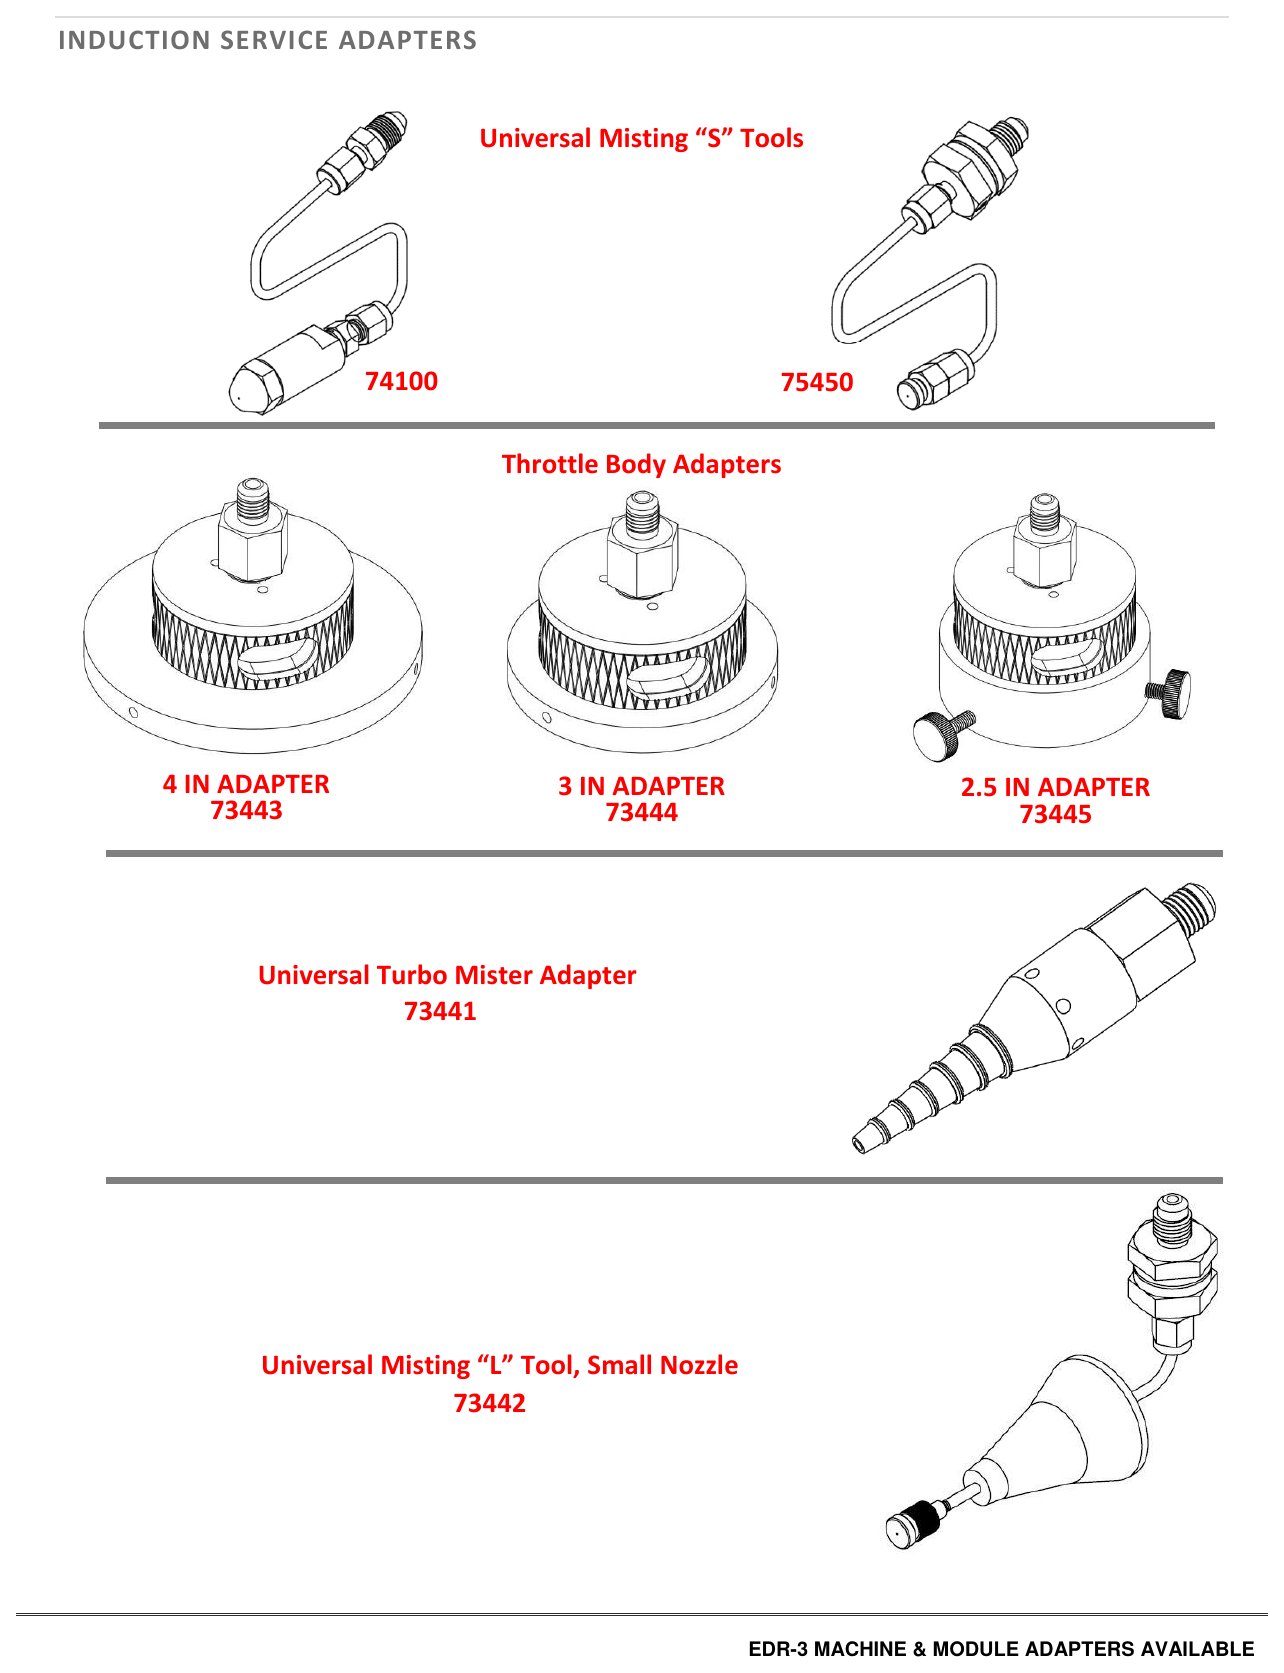 INDUCTION SERVICE ADAPTERS
Universal Misting “S” Tools
74100
75450
Throttle Body Adapters
4 IN ADAPTER
73443
3 IN ADAPTER
73444
2.5 IN ADAPTER
73445
Universal Turbo Mister Adapter
73441
Universal Misting “L” Tool, Small Nozzle
73442
EDR-3 MACHINE & MODULE ADAPTERS AVAILABLE